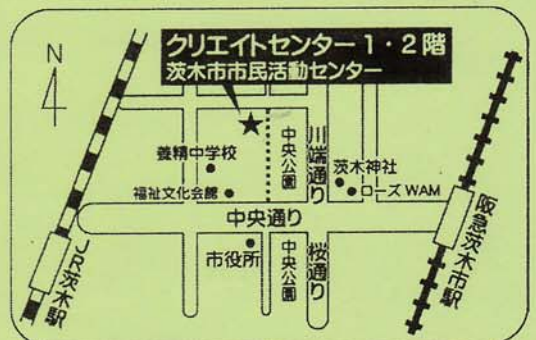 N
クリエイトセンター1・2階
茨木市市民活動センター
養精中学校
福祉文化会館
中央公園
川端通り
茨木神社
ローズ WAM
中央通り
市役所
中央公園
桜通り
JR茨木駅
阪急茨木市駅